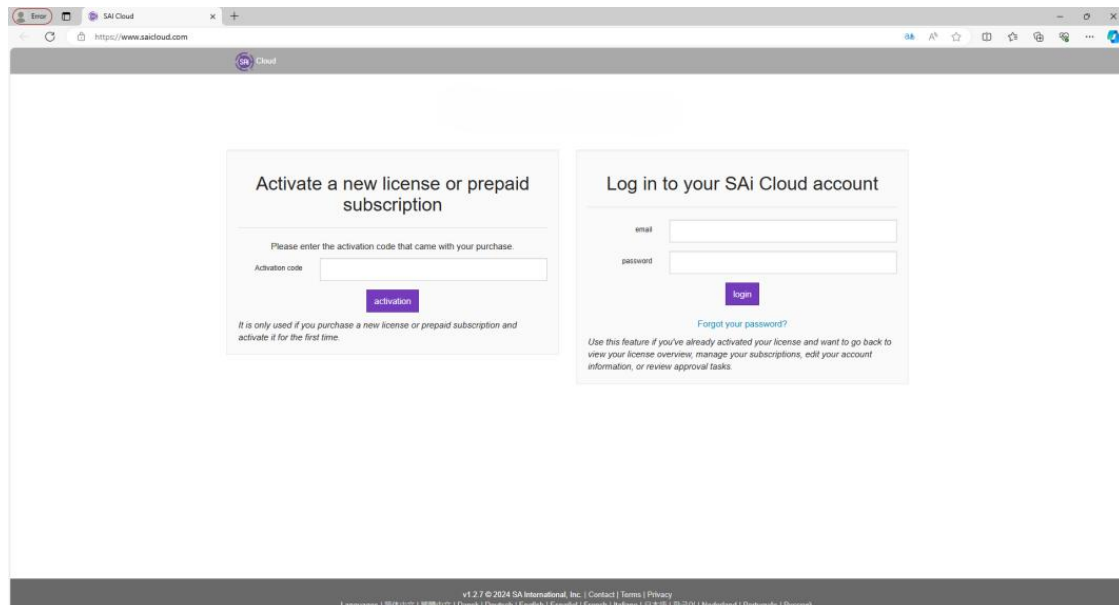 Error
SAi Cloud
https://www.saicloud.com
SAi Cloud
Activate a new license or prepaid
subscription
Please enter the activation code that came with your purchase.
Activation code
activation
It is only used if you purchase a new license or prepaid subscription and
activate it for the first time.
Log in to your SAi Cloud account
email
password
login
Forgot your password?
Use this feature if you've already activated your license and want to go back to
view your license overview, manage your subscriptions, edit your account
information, or review approval tasks.
v1.2.7 © 2024 SA International, Inc. | Contact | Terms | Privacy